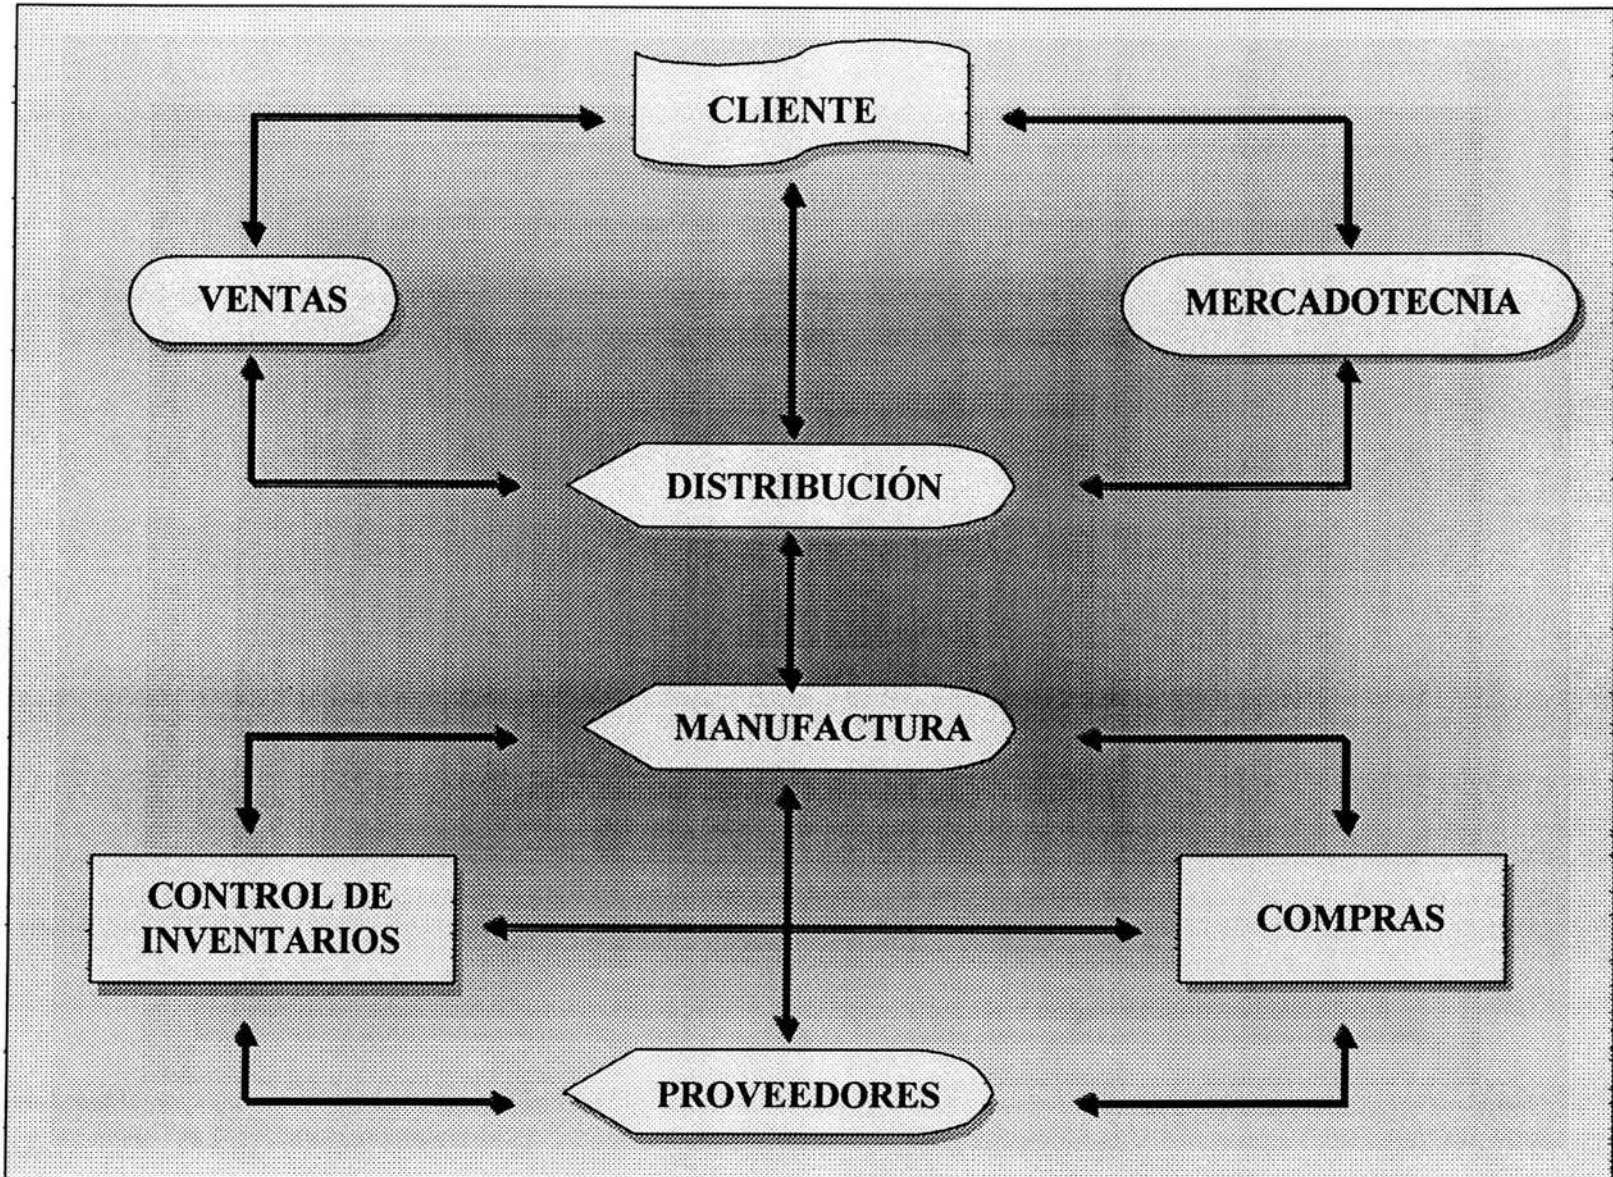 CLIENTE
VENTAS
MERCADOTECNIA
DISTRIBUCIÓN
MANUFACTURA
CONTROL DE
INVENTARIOS
COMPRAS
PROVEEDORES